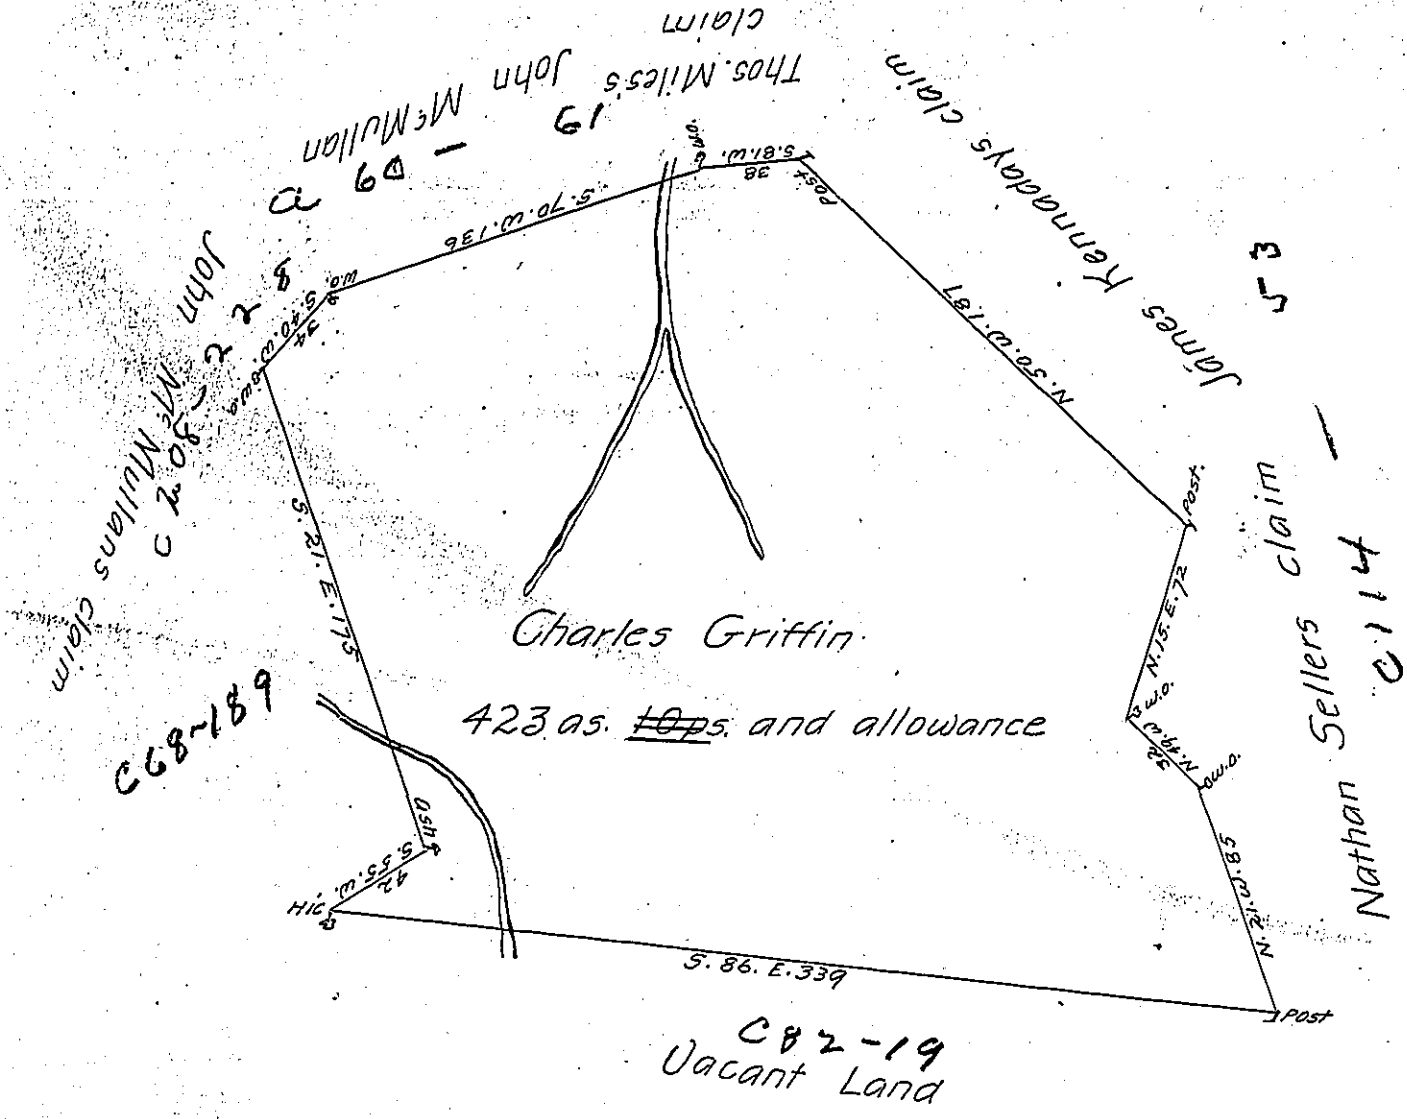 Thos. Miles's
claim
John McMullan
a 60 - 61
James Kennadays claim
53
John McMullans claim
C 208 - 228
W.O.
S. 81. W.
38
Post
S. 70. W. 136
W.O.
S. 40. W.
34
W.O.
N. 50. W. 187
Post.
S. 21. E. 175
N. 15. E. 72
W.O.
N. 49. W
32
W.O.
N. 21. W. 85
Nathan Sellers claim -
C 114
Charles Griffin.
423 as. 10ps. and allowance
C68-189
Ash
S. 55. W.
42
Hic.
S. 86. E. 339
Post
C82-19
Vacant Land